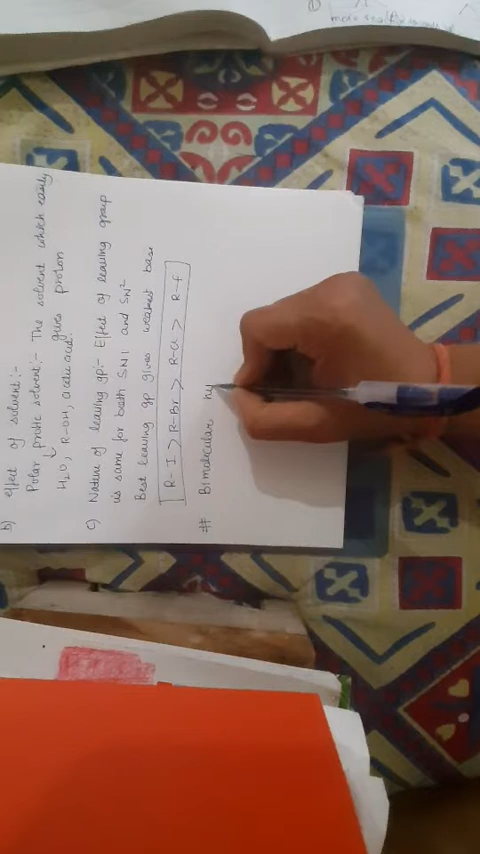 b) effect of solvent:-
Polar protic solvent:- The solvent which easily
gives proton
H2O, R-OH, acetic acid.
c) Nature of leaving gp:- Effect of leaving group
is same for both SN1 and SN2
Best leaving gp gives weakest base
R-I > R-Br > R-Cl > R-f
## Bimolecular